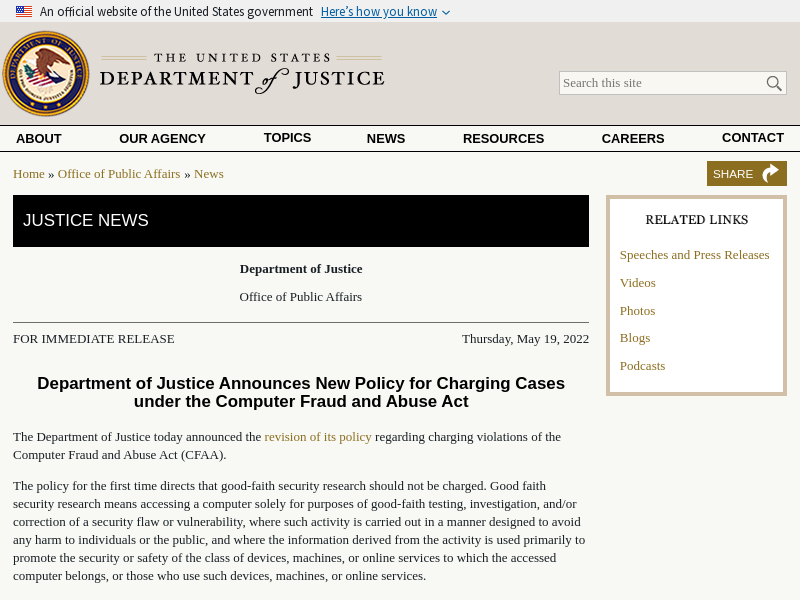 An official website of the United States government Here's how you know
THE UNITED STATES
DEPARTMENT of JUSTICE
Search this site
ABOUT OUR AGENCY TOPICS NEWS RESOURCES CAREERS CONTACT
Home » Office of Public Affairs » News
SHARE
JUSTICE NEWS
Department of Justice
Office of Public Affairs
FOR IMMEDIATE RELEASE Thursday, May 19, 2022
Department of Justice Announces New Policy for Charging Cases
under the Computer Fraud and Abuse Act
The Department of Justice today announced the revision of its policy regarding charging violations of the
Computer Fraud and Abuse Act (CFAA).
The policy for the first time directs that good-faith security research should not be charged. Good faith
security research means accessing a computer solely for purposes of good-faith testing, investigation, and/or
correction of a security flaw or vulnerability, where such activity is carried out in a manner designed to avoid
any harm to individuals or the public, and where the information derived from the activity is used primarily to
promote the security or safety of the class of devices, machines, or online services to which the accessed
computer belongs, or those who use such devices, machines, or online services.
RELATED LINKS
Speeches and Press Releases
Videos
Photos
Blogs
Podcasts